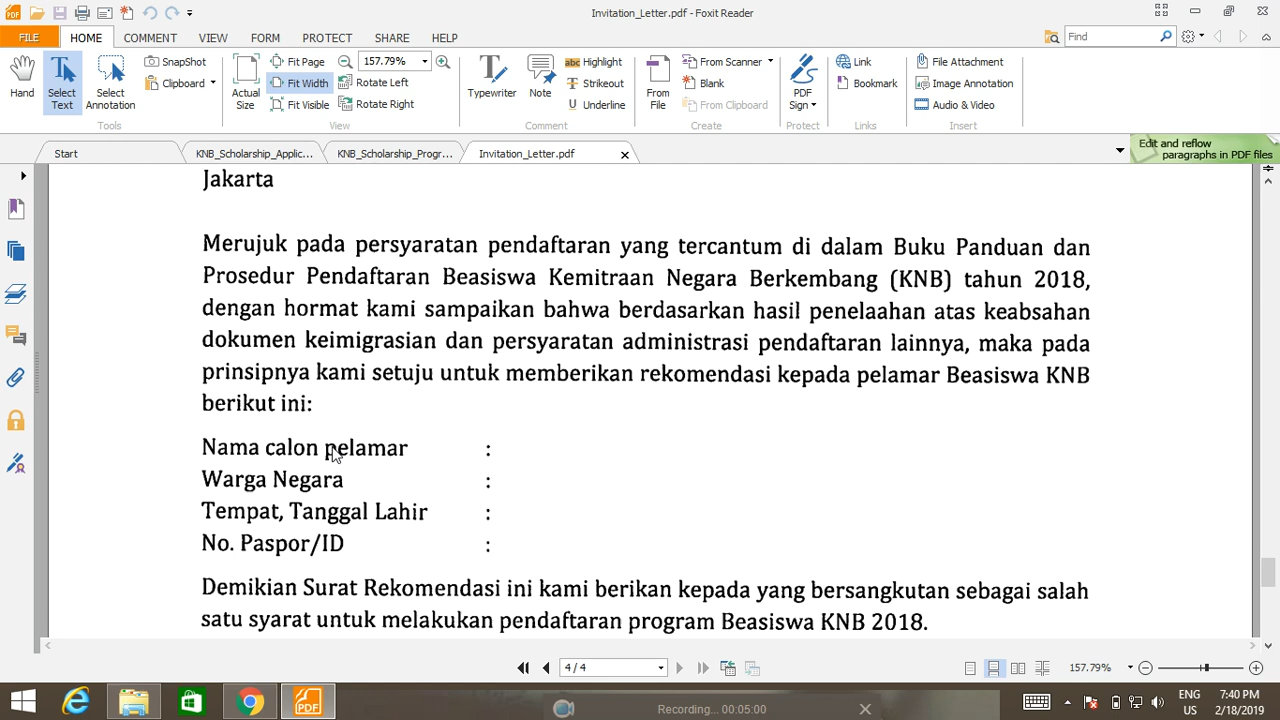 Invitation_Letter.pdf - Foxit Reader
FILE HOME COMMENT VIEW FORM PROTECT SHARE HELP
Find
Hand
Select Text
Select Annotation
SnapShot
Clipboard
Tools
Actual Size
Fit Page
Fit Width
Fit Visible
157.79%
Rotate Left
Rotate Right
View
Typewriter
Note
Highlight
Strikeout
Underline
Comment
From File
From Scanner
Blank
From Clipboard
Create
PDF Sign
Protect
Link
Bookmark
Links
File Attachment
Image Annotation
Audio & Video
Insert
Start
KNB_Scholarship_Applic...
KNB_Scholarship_Progr...
Invitation_Letter.pdf
Edit and reflow
paragraphs in PDF files
Jakarta
Merujuk pada persyaratan pendaftaran yang tercantum di dalam Buku Panduan dan
Prosedur Pendaftaran Beasiswa Kemitraan Negara Berkembang (KNB) tahun 2018,
dengan hormat kami sampaikan bahwa berdasarkan hasil penelaahan atas keabsahan
dokumen keimigrasian dan persyaratan administrasi pendaftaran lainnya, maka pada
prinsipnya kami setuju untuk memberikan rekomendasi kepada pelamar Beasiswa KNB
berikut ini:
Nama calon pelamar :
Warga Negara :
Tempat, Tanggal Lahir :
No. Paspor/ID :
Demikian Surat Rekomendasi ini kami berikan kepada yang bersangkutan sebagai salah
satu syarat untuk melakukan pendaftaran program Beasiswa KNB 2018.
4 / 4
157.79%
Recording... 00:05:00
ENG
US
7:40 PM
2/18/2019